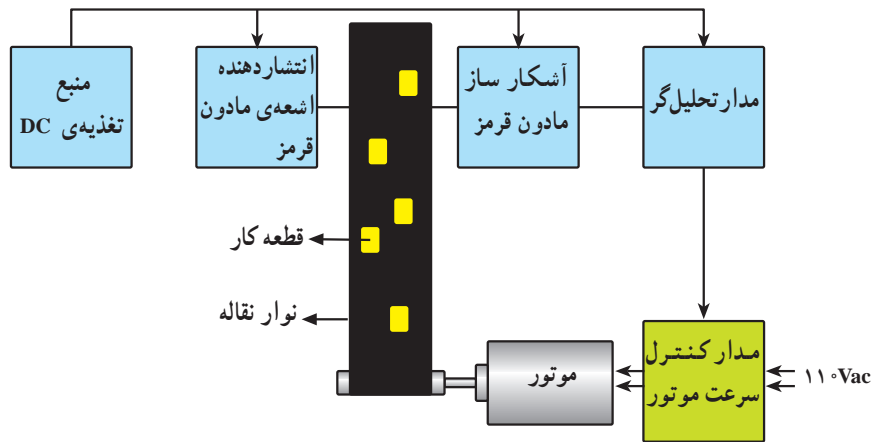 منبع
تغذیه‌ی DC
انتشاردهنده
اشعه‌ی مادون
قرمز
آشکار ساز
مادون قرمز
مدارتحلیل‌گر
قطعه کار
نوار نقاله
موتور
مدار کنترل
سرعت موتور
۱۱۰Vac